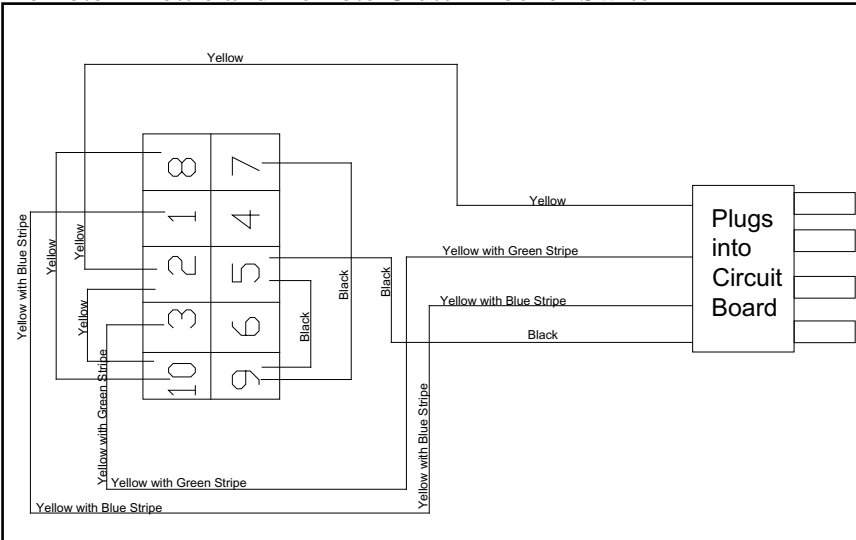 Yellow
8 7
1 4
2 5
3 6
10 9
Yellow with Blue Stripe
Yellow
Yellow
Yellow
Yellow with Green Stripe
Black
Black
Black
Yellow
Yellow with Green Stripe
Yellow with Blue Stripe
Black
Plugs
into
Circuit
Board
Yellow with Blue Stripe
Yellow with Green Stripe
Yellow with Blue Stripe